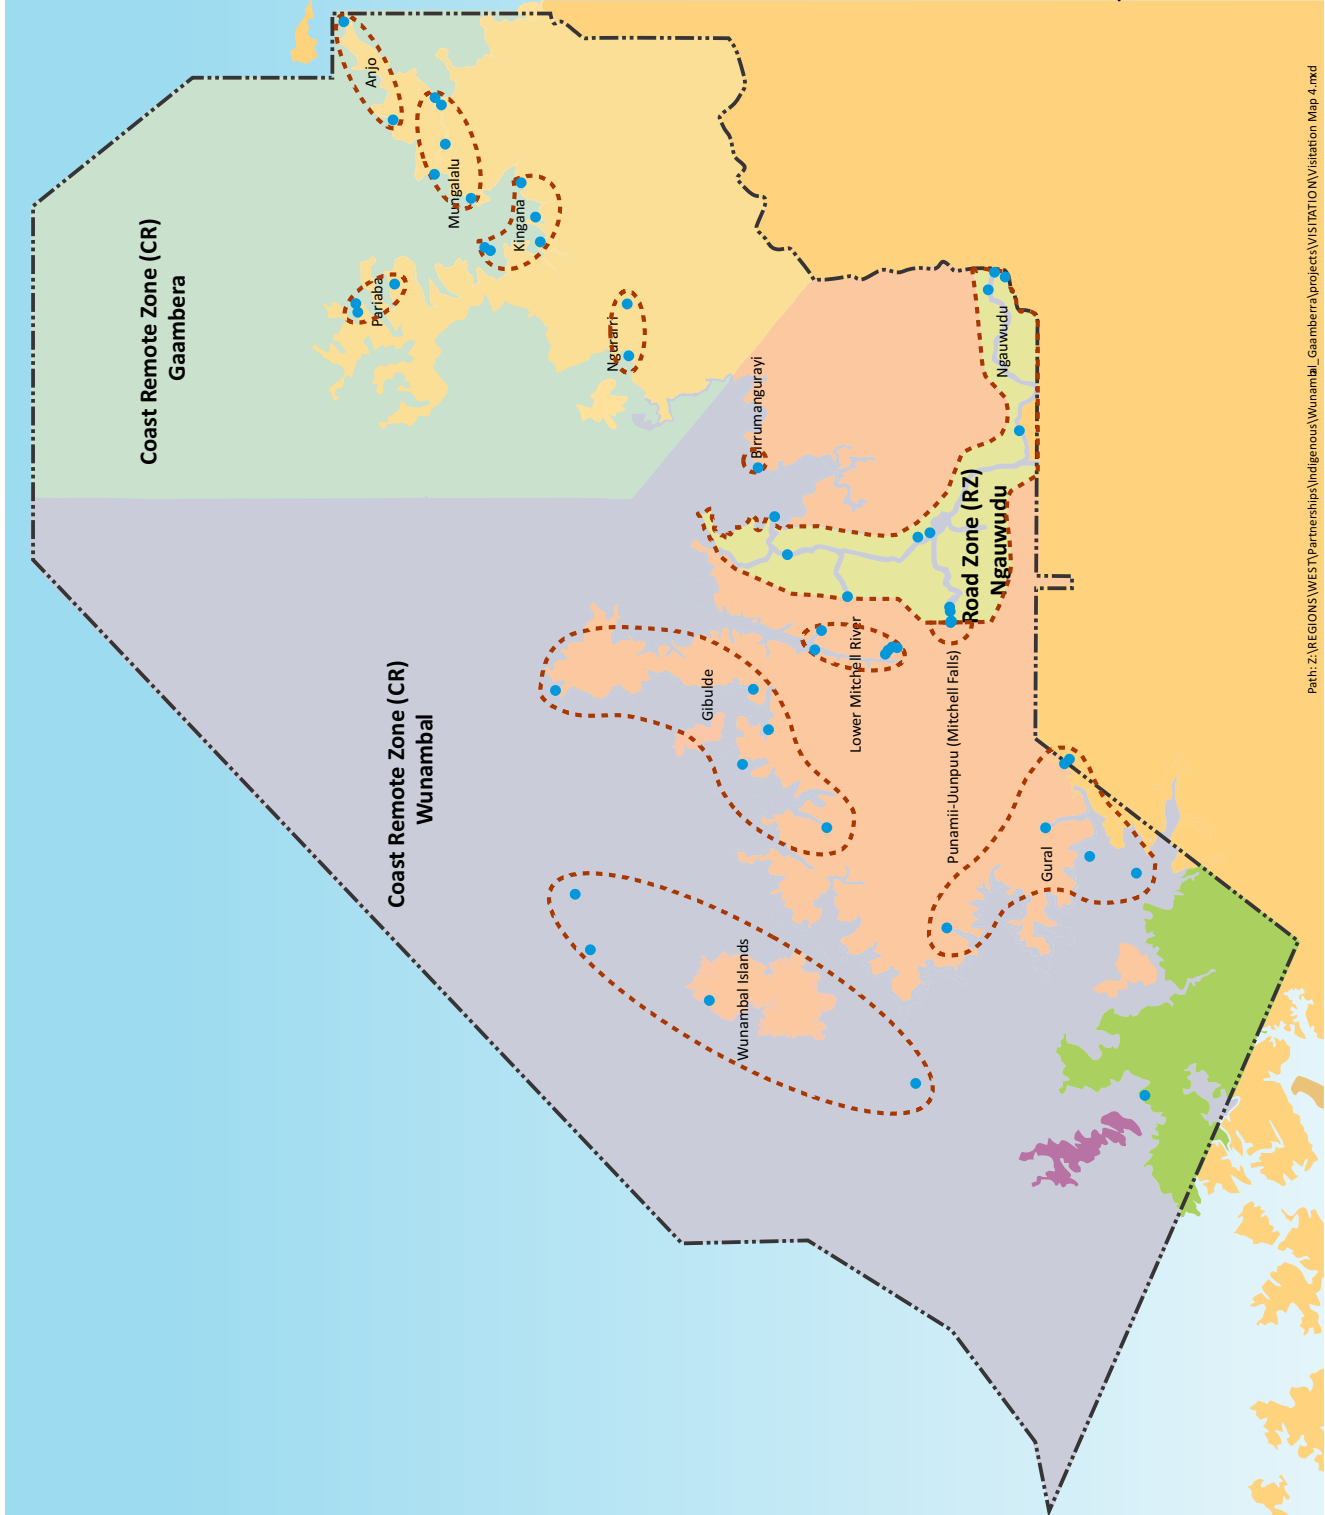 Coast Remote Zone (CR)
Gaambera
Anjo
Mungalalu
Kingana
Pariaba
Ngurarri
Birrumangurayi
Ngauwudu
Road Zone (RZ)
Ngauwudu
Coast Remote Zone (CR)
Wunambal
Gibulde
Lower Mitchell River
Punamii-Uunpuu (Mitchell Falls)
Gural
Wunambal Islands
Path: Z:\REGIONS\WEST\Partnerships\Indigenous\Wunambal_Gaamberra\projects\VISITATION\Visitation Map 4.mxd